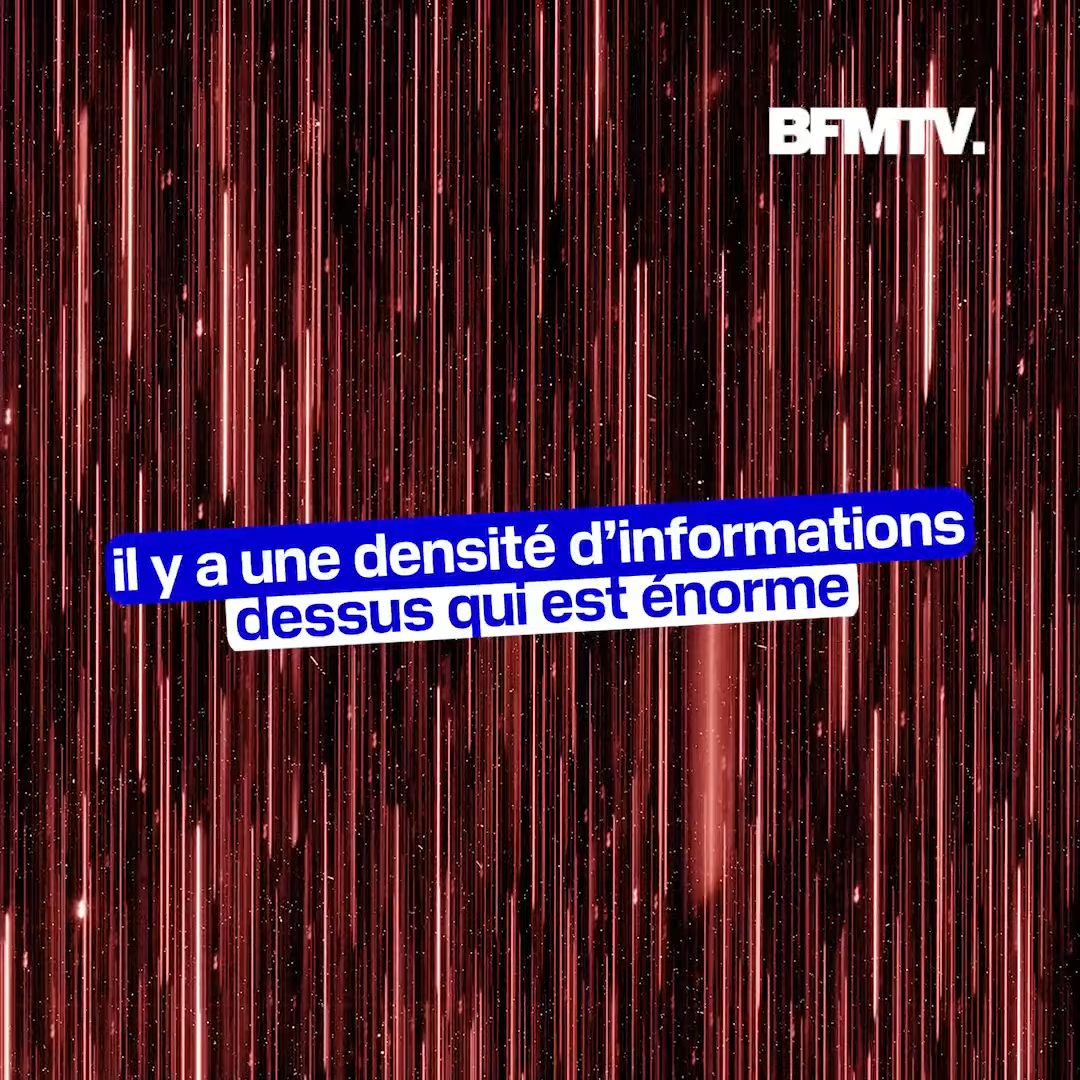 BFMTV.
il y a une densité d’informations
dessus qui est énorme